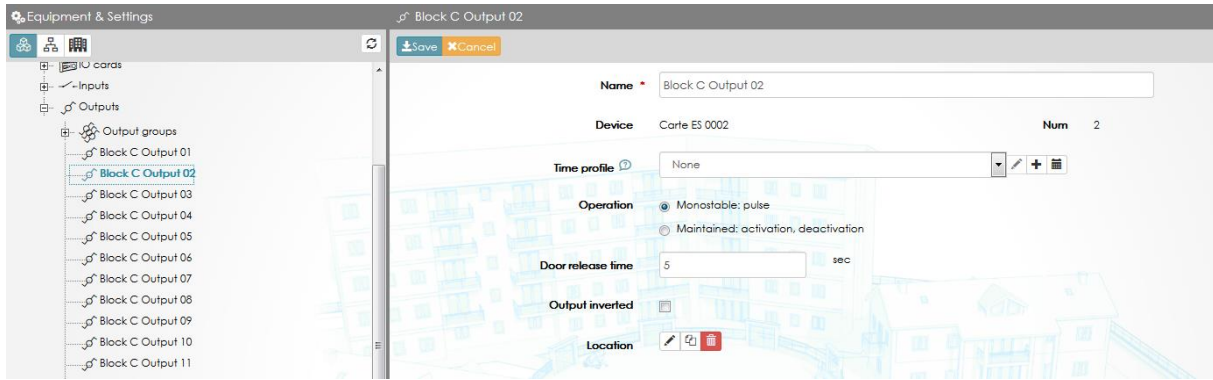 Equipment & Settings
Block C Output 02
Save Cancel
IO cards
Inputs
Outputs
Output groups
Block C Output 01
Block C Output 02
Block C Output 03
Block C Output 04
Block C Output 05
Block C Output 06
Block C Output 07
Block C Output 08
Block C Output 09
Block C Output 10
Block C Output 11
Name * Block C Output 02
Device Carte ES 0002 Num 2
Time profile ? None
Operation Monostable: pulse
Maintained: activation, deactivation
Door release time 5 sec
Output inverted
Location